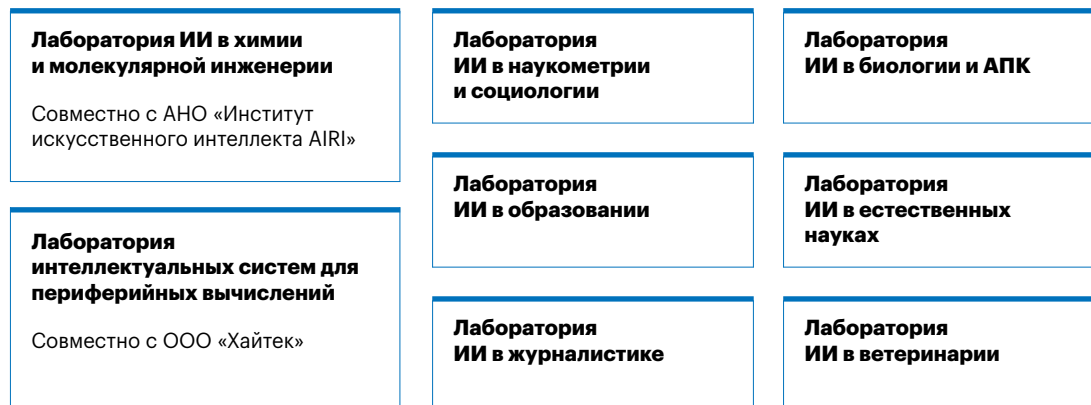 Лаборатория ИИ в химии
и молекулярной инженерии
Совместно с АНО «Институт
искусственного интеллекта AIRI»
Лаборатория
интеллектуальных систем для
периферийных вычислений
Совместно с ООО «Хайтек»
Лаборатория
ИИ в наукометрии
и социологии
Лаборатория
ИИ в образовании
Лаборатория
ИИ в журналистике
Лаборатория
ИИ в биологии и АПК
Лаборатория
ИИ в естественных
науках
Лаборатория
ИИ в ветеринарии